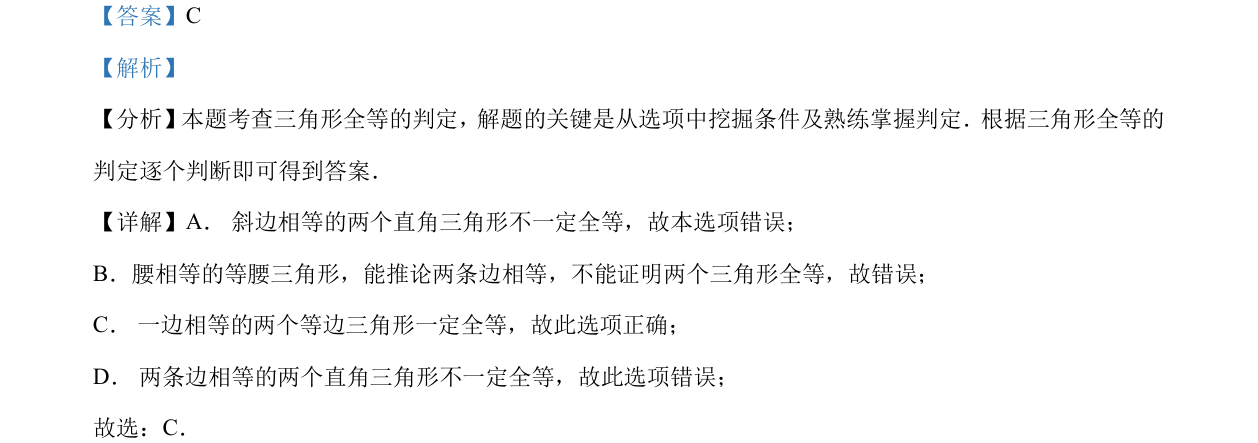 【答案】C
【解析】
【分析】本题考查三角形全等的判定，解题的关键是从选项中挖掘条件及熟练掌握判定．根据三角形全等的
判定逐个判断即可得到答案．
【详解】A． 斜边相等的两个直角三角形不一定全等，故本选项错误；
B．腰相等的等腰三角形，能推论两条边相等，不能证明两个三角形全等，故错误；
C． 一边相等的两个等边三角形一定全等，故此选项正确；
D． 两条边相等的两个直角三角形不一定全等，故此选项错误；
故选：C．